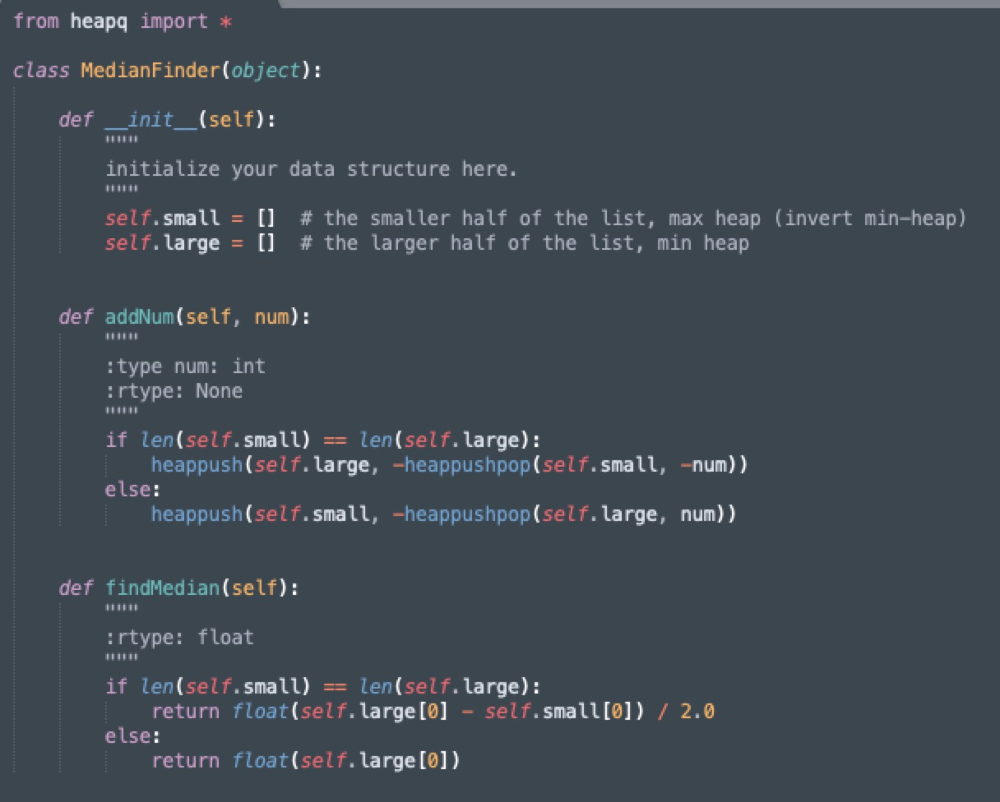 from heapq import *
class MedianFinder(object):
def __init__(self):
"""
initialize your data structure here.
"""
self.small = []  # the smaller half of the list, max heap (invert min-heap)
self.large = []  # the larger half of the list, min heap
def addNum(self, num):
"""
:type num: int
:rtype: None
"""
if len(self.small) == len(self.large):
heappush(self.large, -heappushpop(self.small, -num))
else:
heappush(self.small, -heappushpop(self.large, num))
def findMedian(self):
"""
:rtype: float
"""
if len(self.small) == len(self.large):
return float(self.large[0] - self.small[0]) / 2.0
else:
return float(self.large[0])